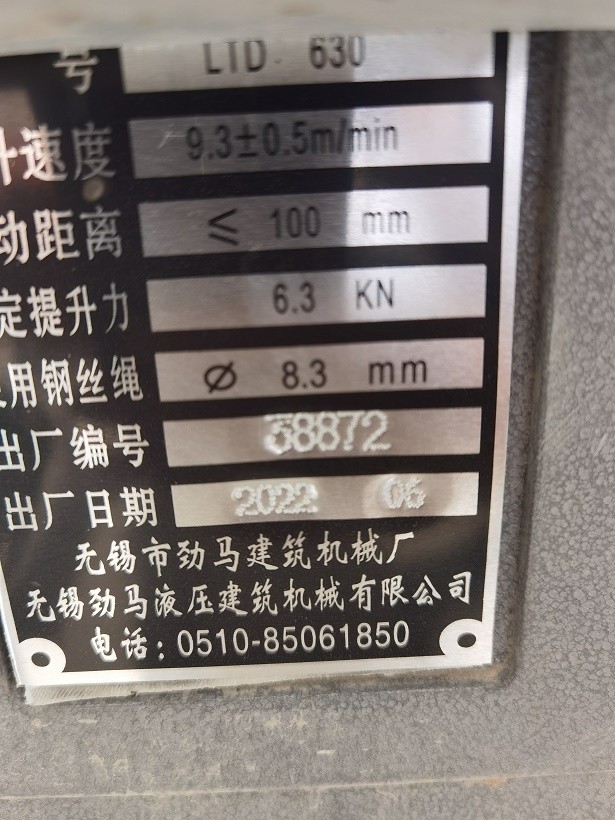 号 LTD 630
升速度 9.3±0.5m/min
动距离 ≤ 100 mm
定提升力 6.3 KN
用钢丝绳 Ø 8.3 mm
出厂编号 38872
出厂日期 2022 06
无锡市劲马建筑机械厂
无锡劲马液压建筑机械有限公司
电话：0510-85061850